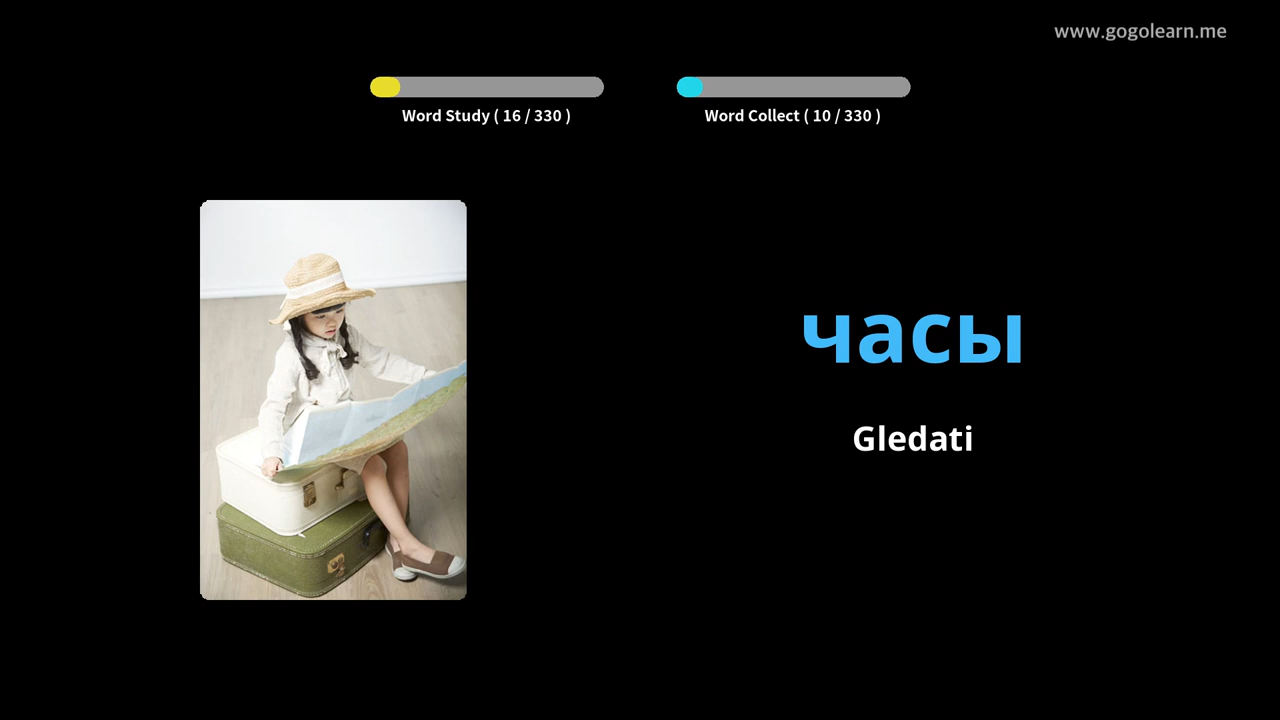 www.gogolearn.me
Word Study ( 16 / 330 )
Word Collect ( 10 / 330 )
часы
Gledati